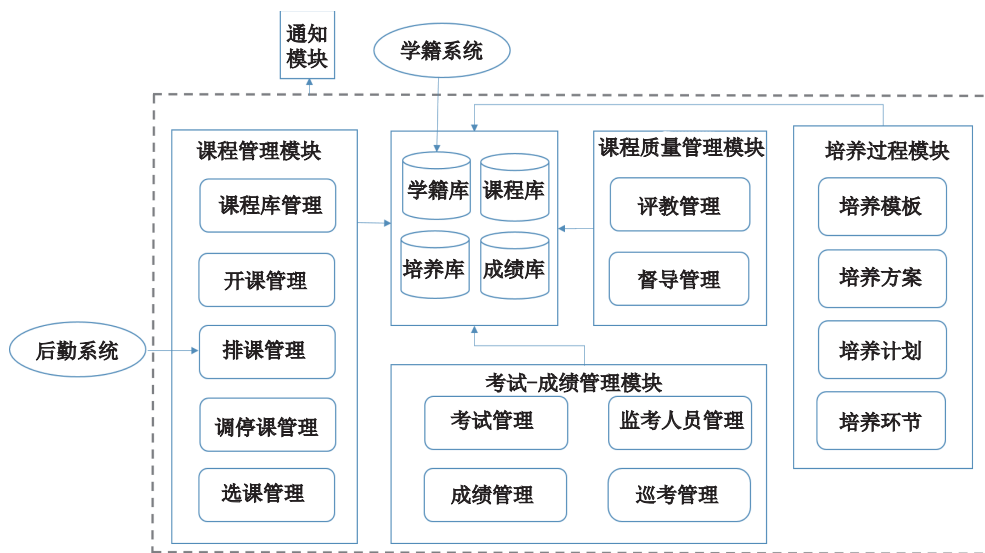 通知
模块
学籍系统
课程管理模块
课程库管理
开课管理
排课管理
调停课管理
选课管理
后勤系统
学籍库
课程库
培养库
成绩库
课程质量管理模块
评教管理
督导管理
培养过程模块
培养模板
培养方案
培养计划
培养环节
考试-成绩管理模块
考试管理
监考人员管理
成绩管理
巡考管理